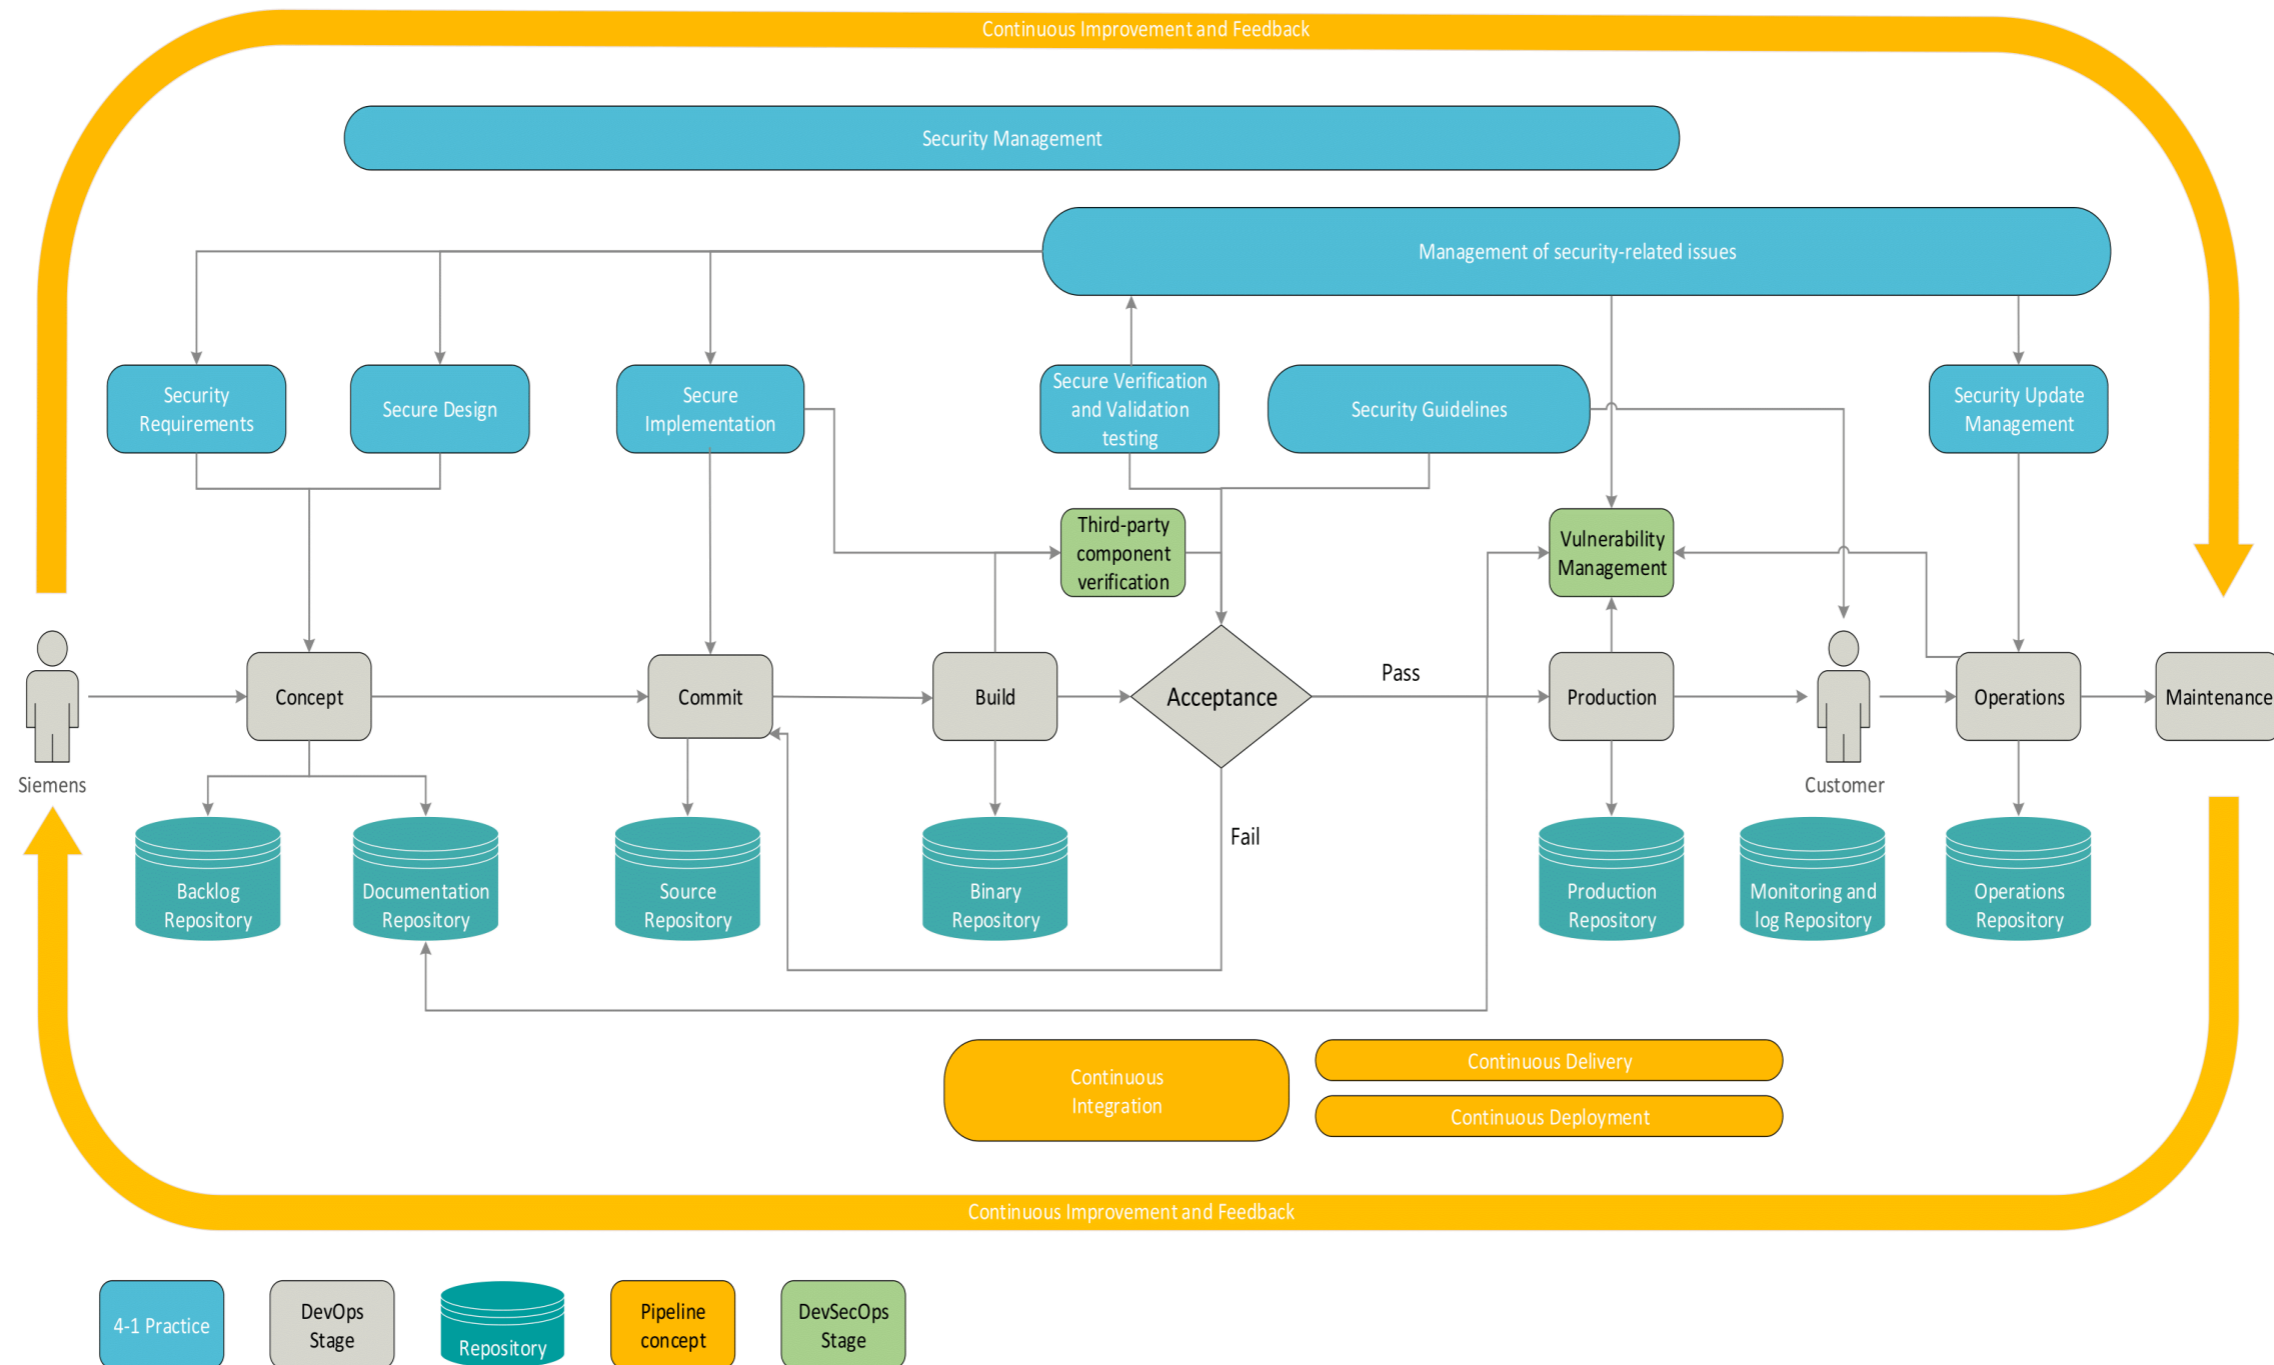 Continuous Improvement and Feedback
Security Management
Management of security-related issues
Security
Requirements
Secure Design
Secure
Implementation
Secure Verification
and Validation
testing
Security Guidelines
Security Update
Management
Third-party
component
verification
Vulnerability
Management
Pass
Concept
Commit
Build
Acceptance
Production
Operations
Maintenance
Siemens
Customer
Fail
Backlog
Repository
Documentation
Repository
Source
Repository
Binary
Repository
Production
Repository
Monitoring and
log Repository
Operations
Repository
Continuous
Integration
Continuous Delivery
Continuous Deployment
Continuous Improvement and Feedback
4-1 Practice
DevOps
Stage
Repository
Pipeline
concept
DevSecOps
Stage